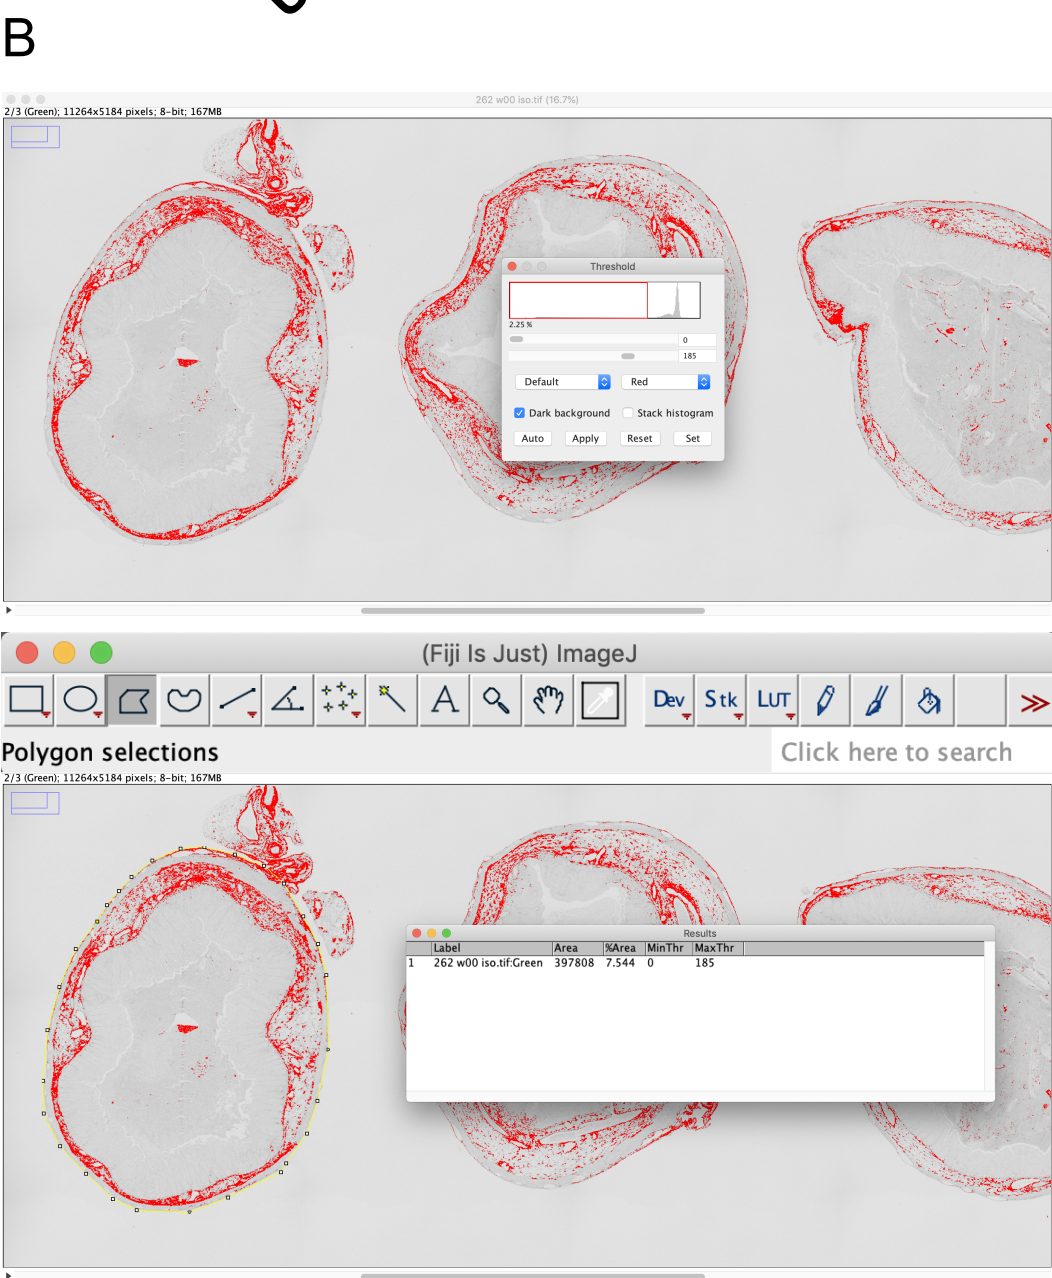 B
262 w00 iso.tif (16.7%)
2/3 (Green); 11264x5184 pixels; 8-bit; 167MB
Threshold
2.25 %
0
185
Default Red
Dark background Stack histogram
Auto Apply Reset Set
(Fiji Is Just) ImageJ
A Dev Stk LUT
Polygon selections Click here to search
2/3 (Green); 11264x5184 pixels; 8-bit; 167MB
Results
Label Area %Area MinThr MaxThr
1 262 w00 iso.tif:Green 397808 7.544 0 185